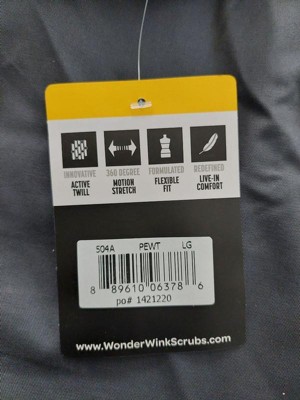 INNOVATIVE 360 DEGREE FORMULATED REDEFINED
ACTIVE MOTION FLEXIBLE LIVE-IN
TWILL STRETCH FIT COMFORT
504A PEWT LG
8 89610 06378 6
po# 1421220
www.WonderWinkScrubs.com